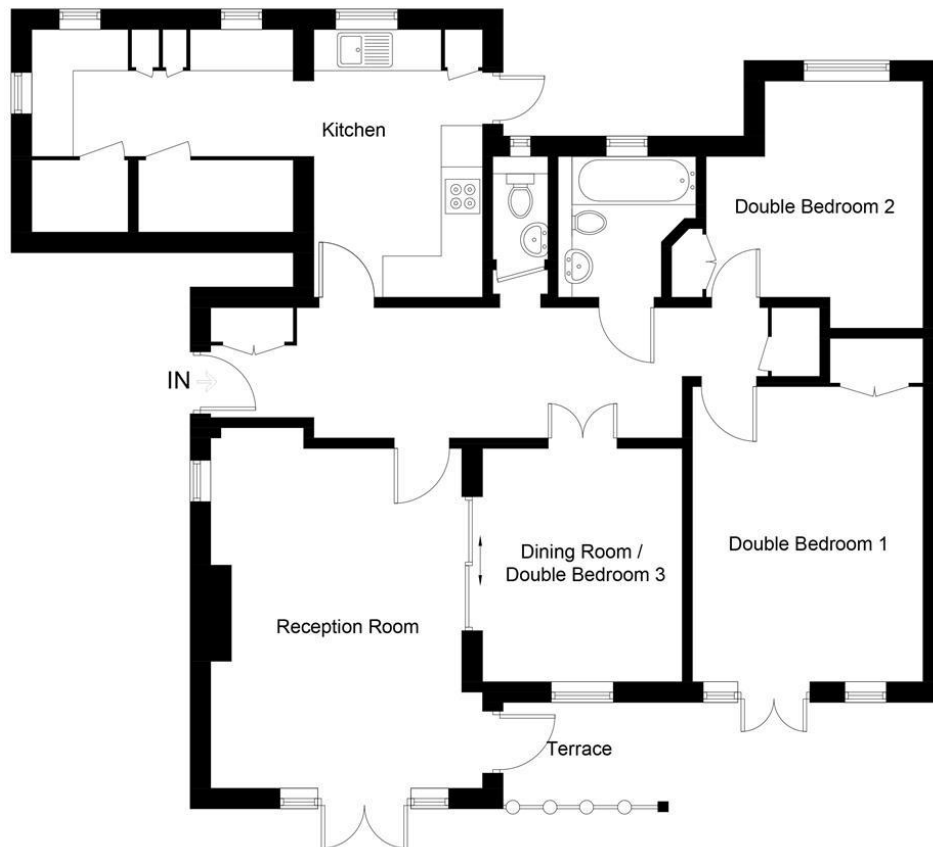 Kitchen
Double Bedroom 2
IN
Dining Room /
Double Bedroom 3
Double Bedroom 1
Reception Room
Terrace